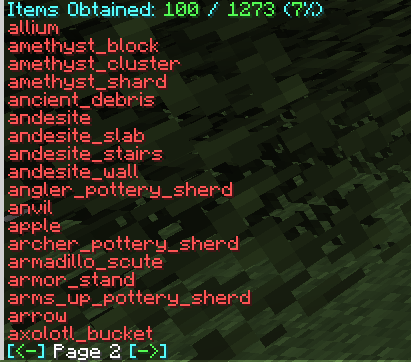 Items Obtained: 100 / 1273 (7%)
allium
amethyst_block
amethyst_cluster
amethyst_shard
ancient_debris
andesite
andesite_slab
andesite_stairs
andesite_wall
angler_pottery_sherd
anvil
apple
archer_pottery_sherd
armadillo_scute
armor_stand
arms_up_pottery_sherd
arrow
axolotl_bucket
[<-] Page 2 [->]